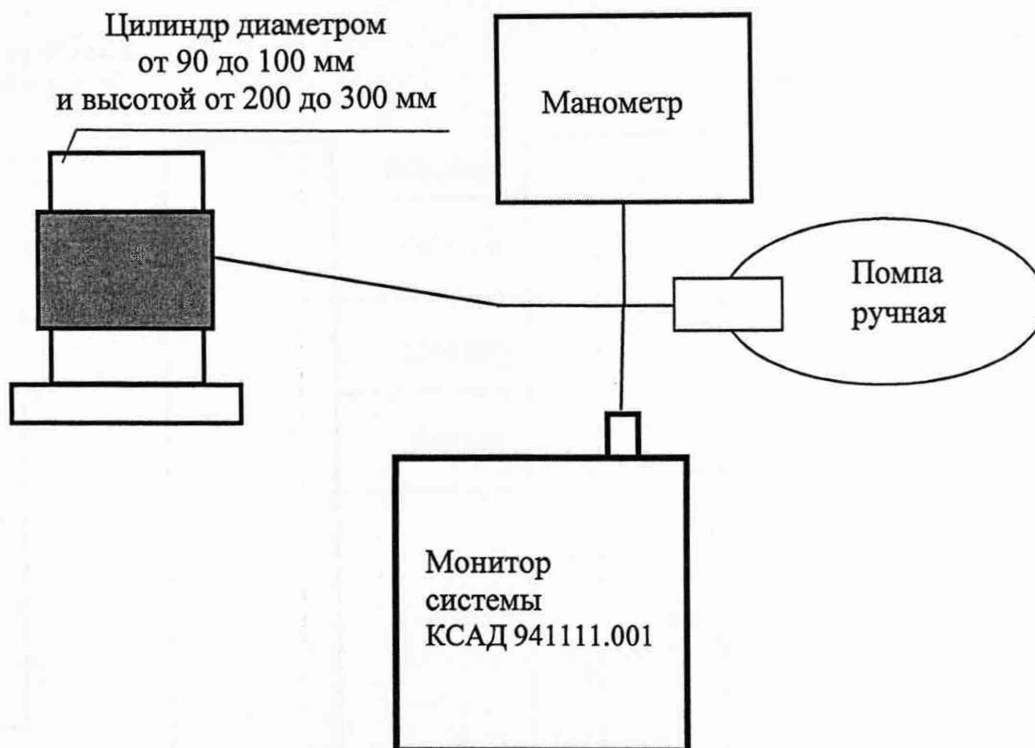 Цилиндр диаметром
от 90 до 100 мм
и высотой от 200 до 300 мм
Манометр
Помпа
ручная
Монитор
системы
КСАД 941111.001